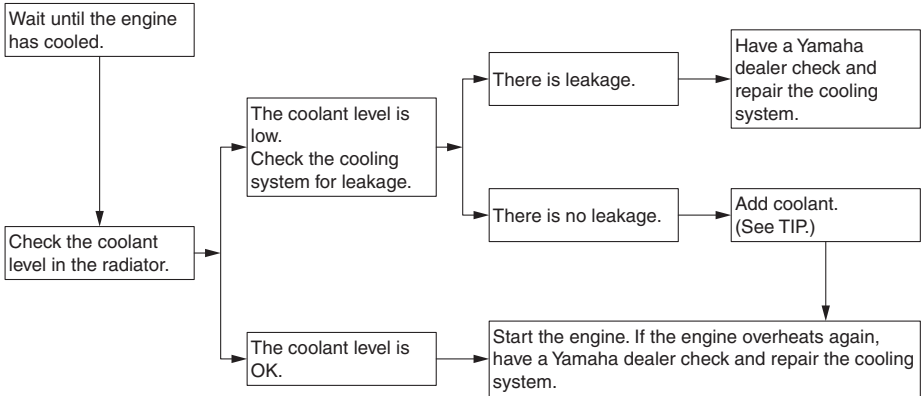 Wait until the engine
has cooled.
Check the coolant
level in the radiator.
The coolant level is
low.
Check the cooling
system for leakage.
There is leakage.
Have a Yamaha
dealer check and
repair the cooling
system.
There is no leakage.
Add coolant.
(See TIP.)
The coolant level is
OK.
Start the engine. If the engine overheats again,
have a Yamaha dealer check and repair the cooling
system.